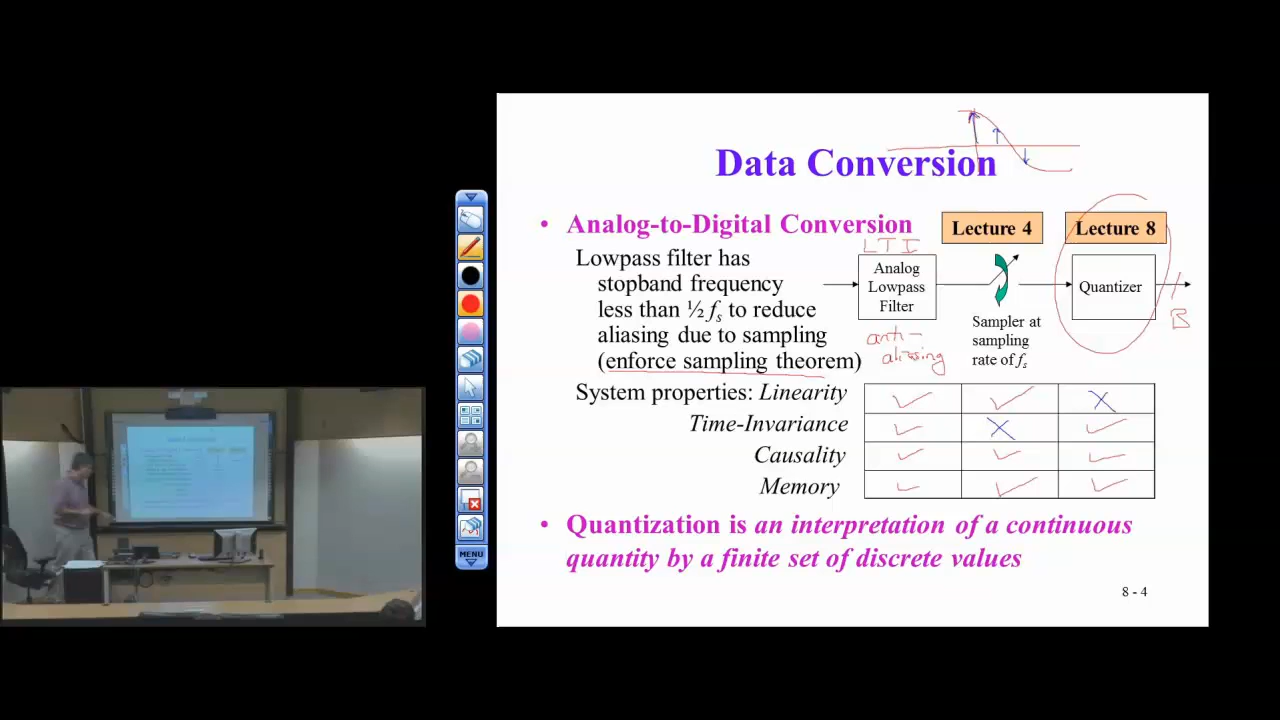 Data Conversion
• Analog-to-Digital Conversion
Lecture 4
Lecture 8
Lowpass filter has
stopband frequency
less than ½ fs to reduce
aliasing due to sampling
(enforce sampling theorem)
LTI
Analog
Lowpass
Filter
anti-
aliasing
Sampler at
sampling
rate of fs
Quantizer
B
System properties: Linearity ✓ ✓ X
Time-Invariance ✓ X ✓
Causality ✓ ✓ ✓
Memory ✓ ✓ ✓
• Quantization is an interpretation of a continuous
quantity by a finite set of discrete values
8 - 4
MENU